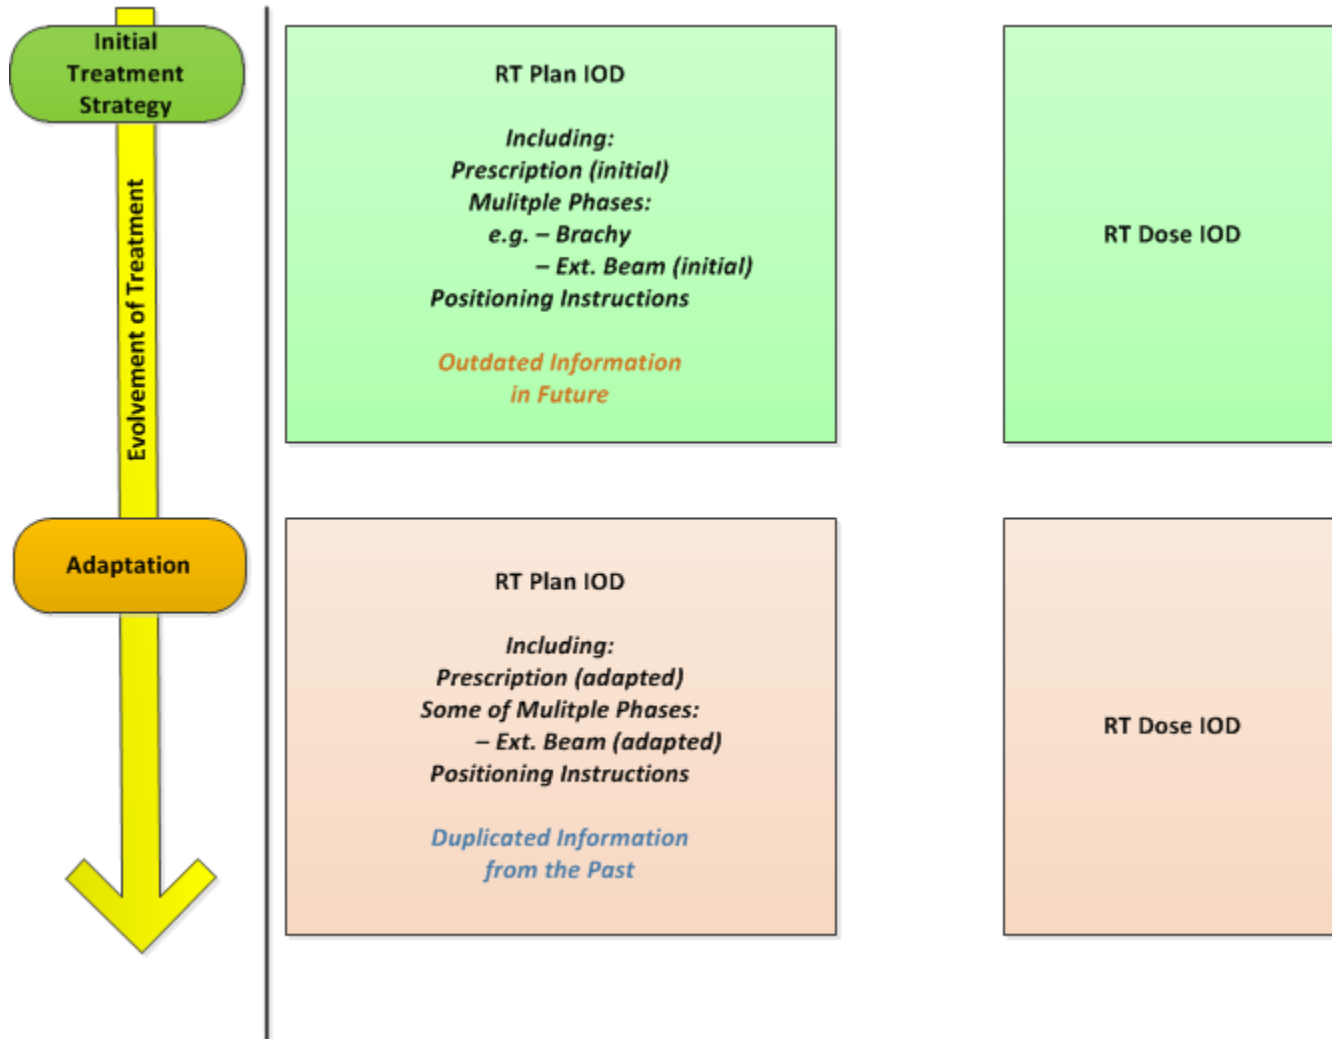 Initial
Treatment
Strategy
Evolvement of Treatment
Adaptation
RT Plan IOD
Including:
Prescription (initial)
Mulitple Phases:
e.g. – Brachy
– Ext. Beam (initial)
Positioning Instructions
Outdated Information
in Future
RT Dose IOD
RT Plan IOD
Including:
Prescription (adapted)
Some of Mulitple Phases:
– Ext. Beam (adapted)
Positioning Instructions
Duplicated Information
from the Past
RT Dose IOD